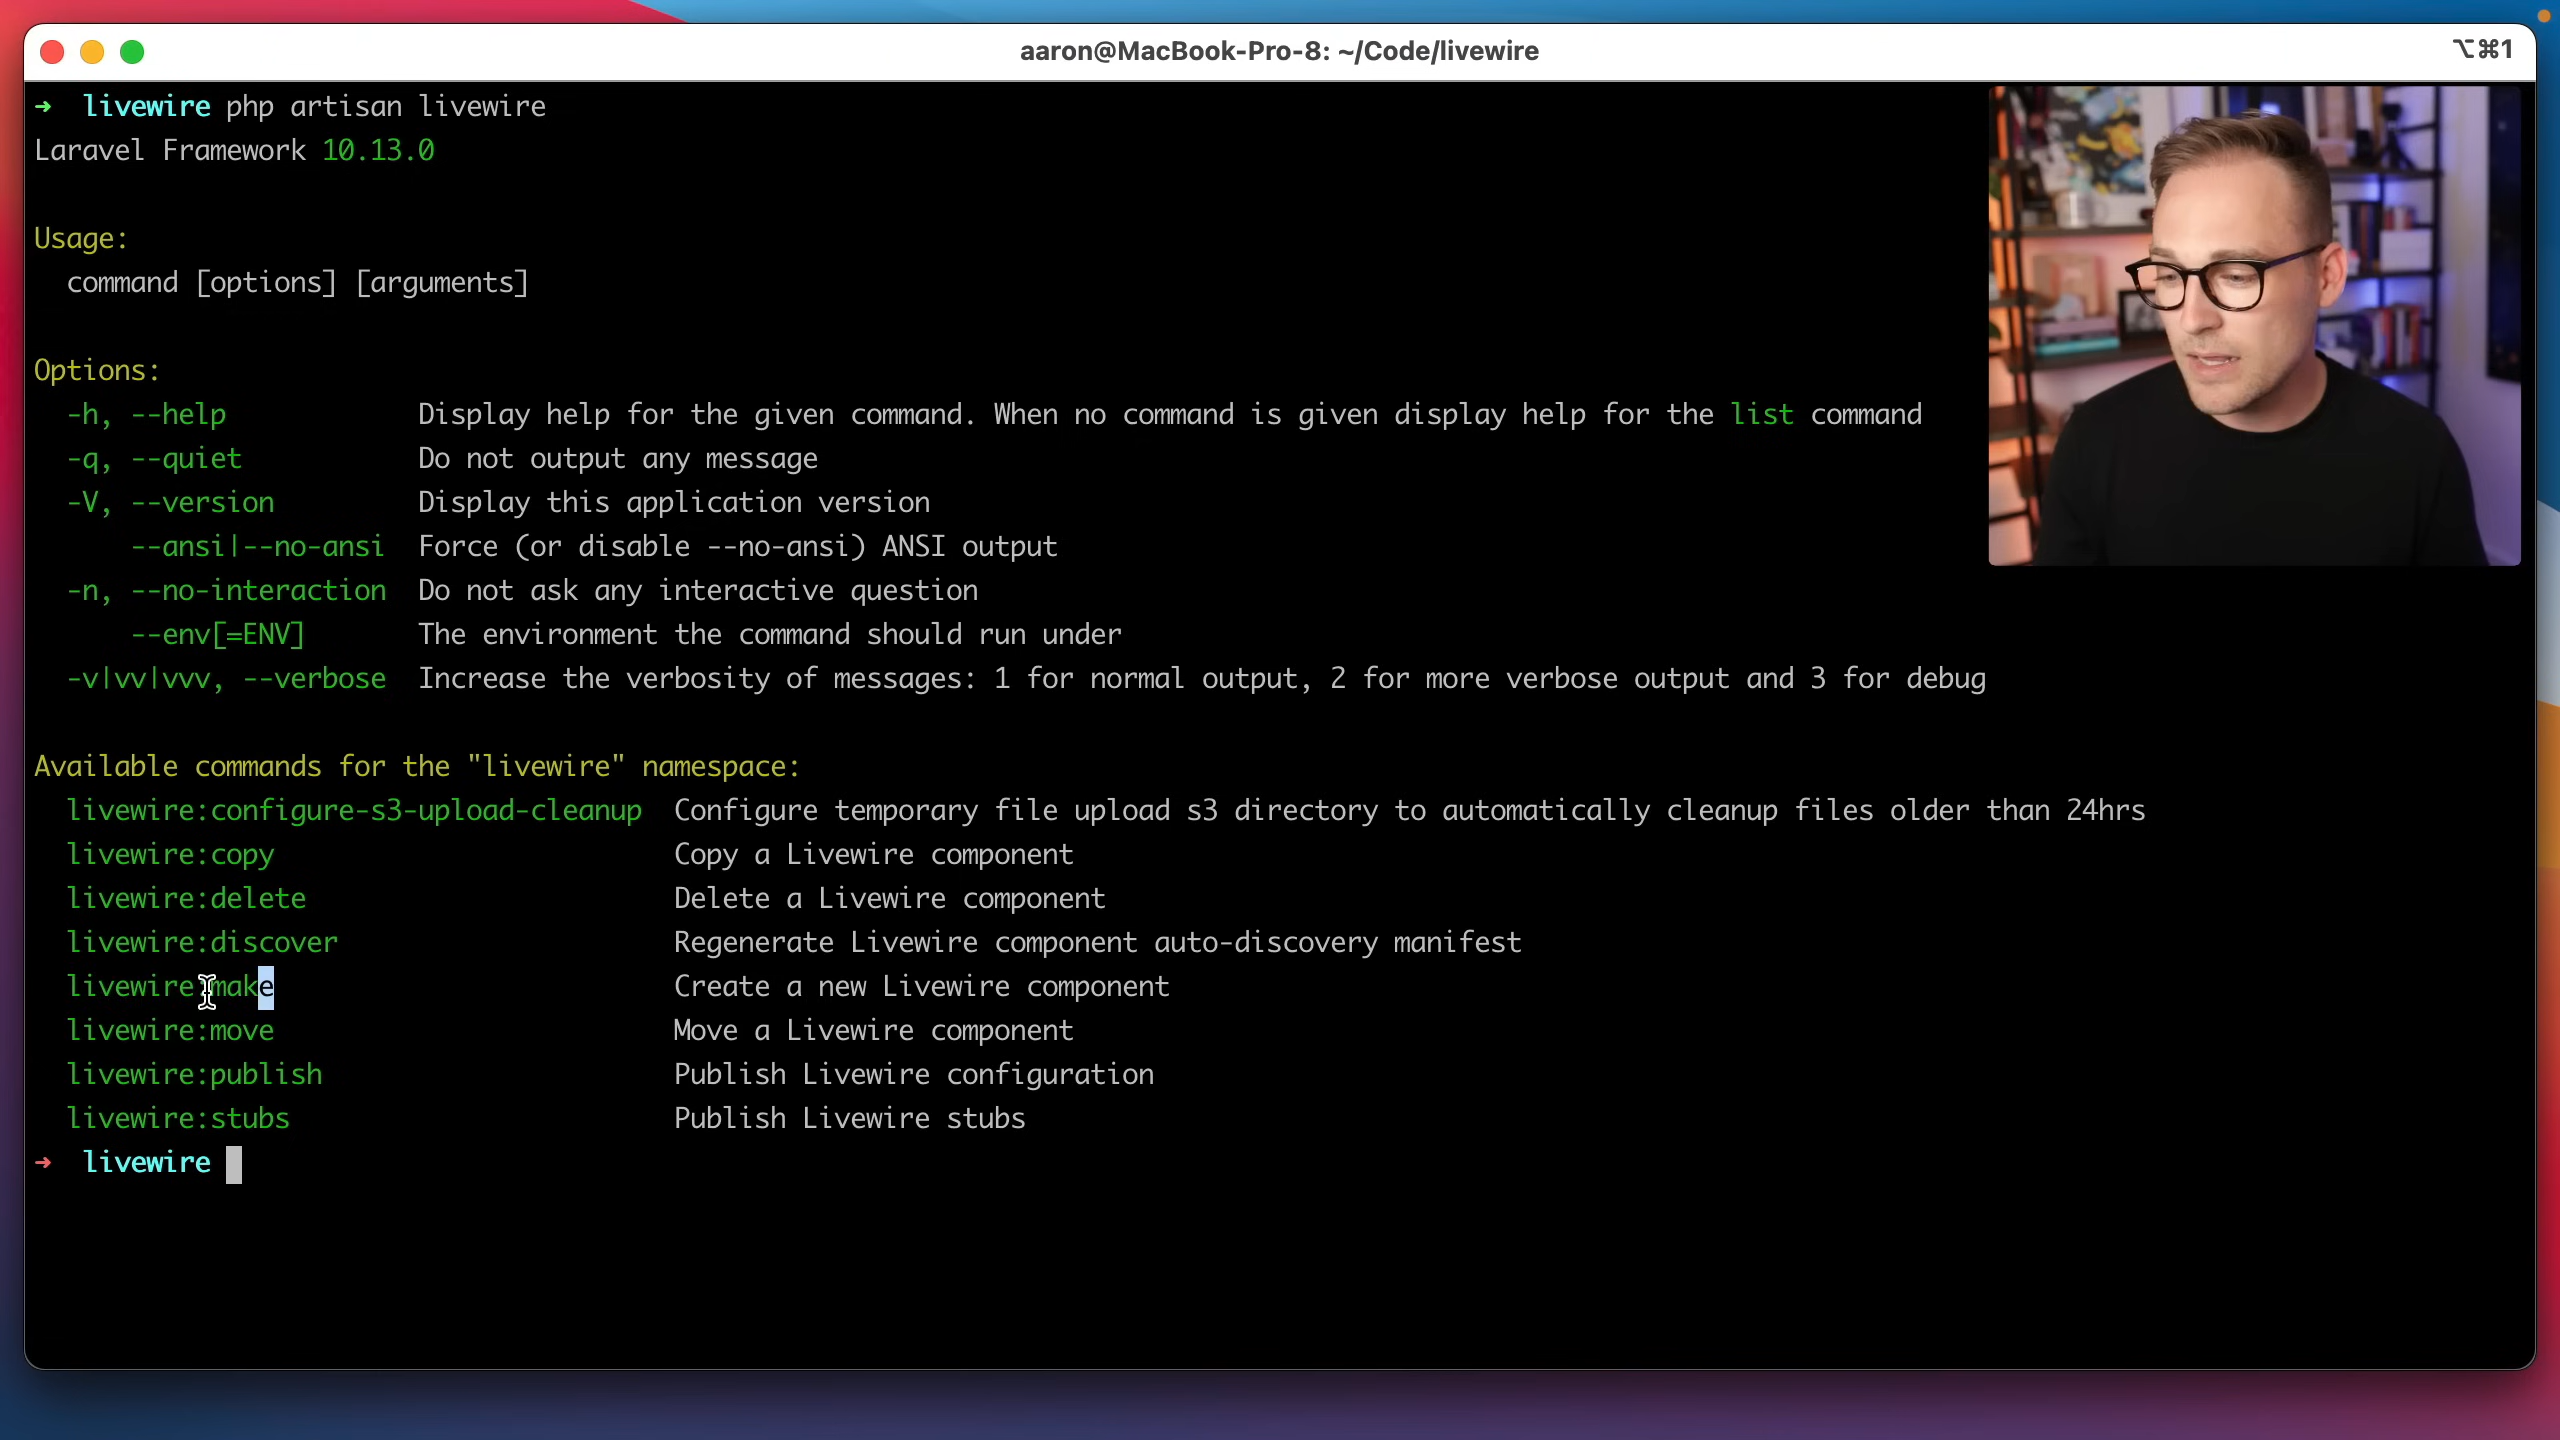 aaron@MacBook-Pro-8: ~/Code/livewire
⌥⌘1
➜ livewire php artisan livewire
Laravel Framework 10.13.0
Usage:
command [options] [arguments]
Options:
-h, --help Display help for the given command. When no command is given display help for the list command
-q, --quiet Do not output any message
-V, --version Display this application version
--ansi|--no-ansi Force (or disable --no-ansi) ANSI output
-n, --no-interaction Do not ask any interactive question
--env[=ENV] The environment the command should run under
-v|vv|vvv, --verbose Increase the verbosity of messages: 1 for normal output, 2 for more verbose output and 3 for debug
Available commands for the "livewire" namespace:
livewire:configure-s3-upload-cleanup Configure temporary file upload s3 directory to automatically cleanup files older than 24hrs
livewire:copy Copy a Livewire component
livewire:delete Delete a Livewire component
livewire:discover Regenerate Livewire component auto-discovery manifest
livewire:make Create a new Livewire component
livewire:move Move a Livewire component
livewire:publish Publish Livewire configuration
livewire:stubs Publish Livewire stubs
➜ livewire